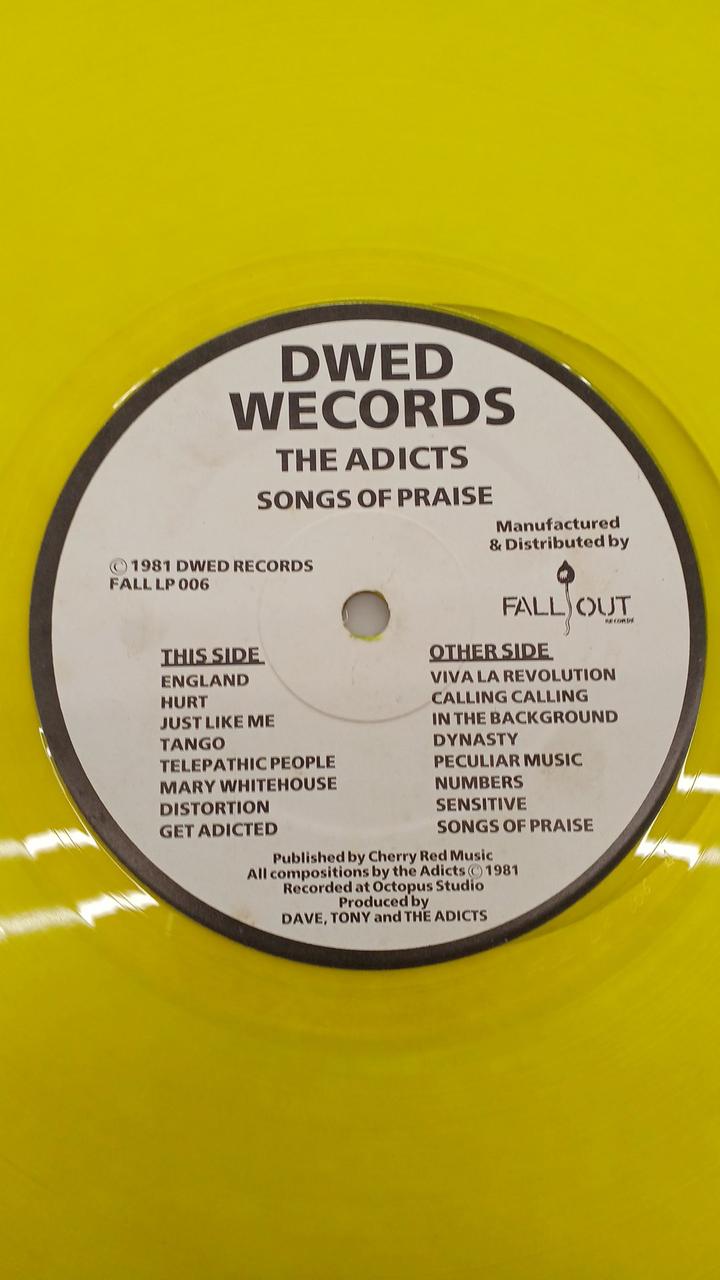 DWED
WECORDS
THE ADICTS
SONGS OF PRAISE
Manufactured
& Distributed by
FALL OUT
RECORDS
© 1981 DWED RECORDS
FALL LP 006
THIS SIDE
ENGLAND
HURT
JUST LIKE ME
TANGO
TELEPATHIC PEOPLE
MARY WHITEHOUSE
DISTORTION
GET ADICTED
OTHER SIDE
VIVA LA REVOLUTION
CALLING CALLING
IN THE BACKGROUND
DYNASTY
PECULIAR MUSIC
NUMBERS
SENSITIVE
SONGS OF PRAISE
Published by Cherry Red Music
All compositions by the Adicts © 1981
Recorded at Octopus Studio
Produced by
DAVE, TONY and THE ADICTS